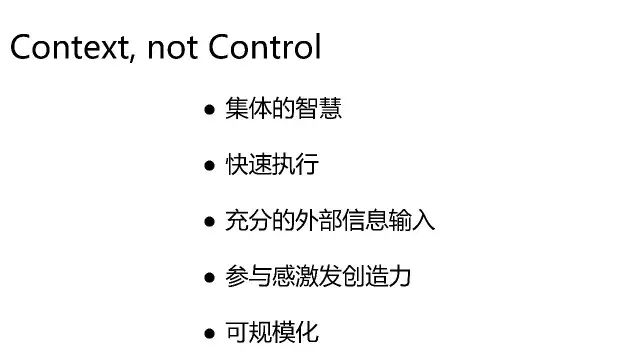 Context, not Control
● 集体的智慧
● 快速执行
● 充分的外部信息输入
● 参与感激发创造力
● 可规模化